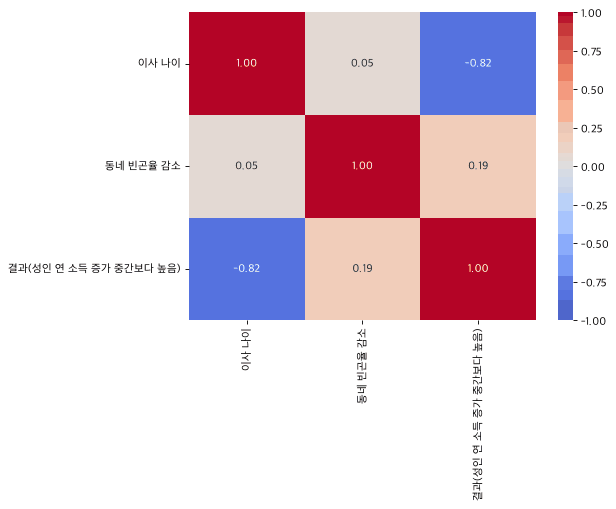 이사 나이
동네 빈곤율 감소
결과(성인 연 소득 증가 중간보다 높음)
1.00 0.05 -0.82
0.05 1.00 0.19
-0.82 0.19 1.00
이사 나이
동네 빈곤율 감소
결과(성인 연 소득 증가 중간보다 높음)
1.00
0.75
0.50
0.25
0.00
-0.25
-0.50
-0.75
-1.00